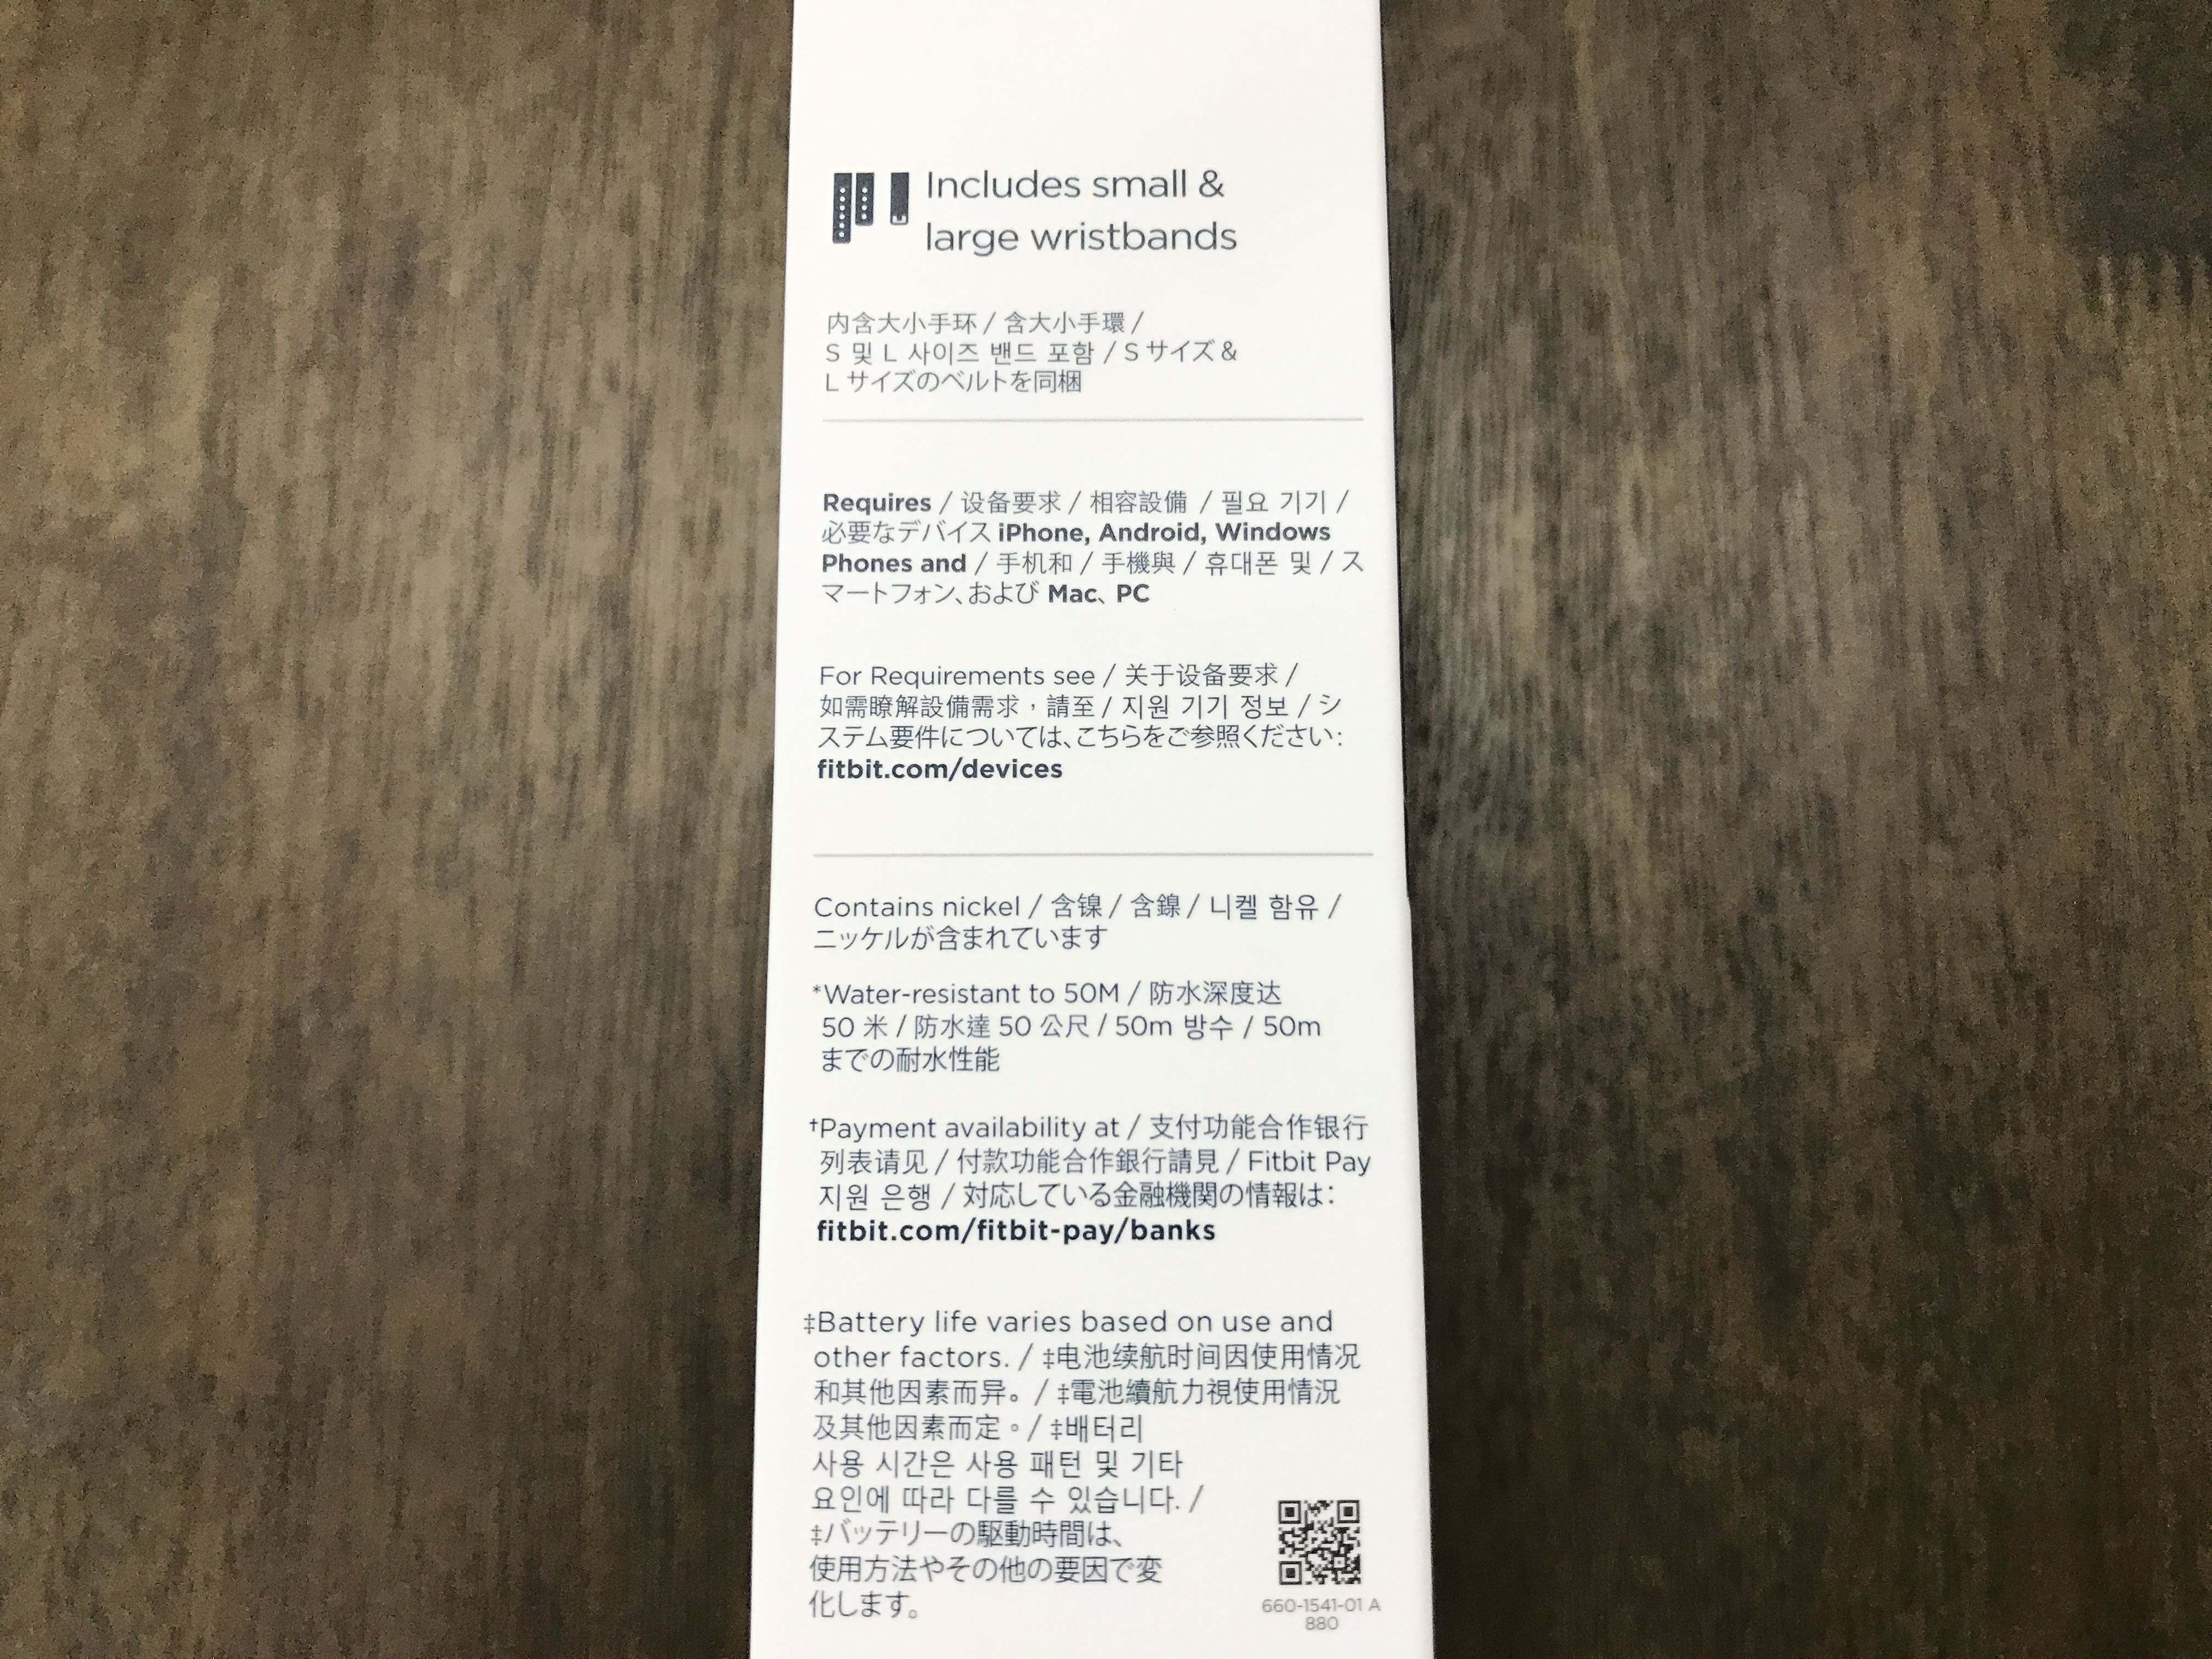 Includes small &
large wristbands
内含大小手环 / 含大小手環 /
S 및 L 사이즈 밴드 포함 / S サイズ &
L サイズのベルトを同梱
Requires / 设备要求 / 相容設備 / 필요 기기 /
必要なデバイス iPhone, Android, Windows
Phones and / 手机和 / 手機與 / 휴대폰 및 / ス
マートフォン、および Mac、PC
For Requirements see / 关于设备要求 /
如需瞭解設備需求，請至 / 지원 기기 정보 / シ
ステム要件については、こちらをご参照ください:
fitbit.com/devices
Contains nickel / 含镍 / 含鎳 / 니켈 함유 /
ニッケルが含まれています
*Water-resistant to 50M / 防水深度达
50 米 / 防水達 50 公尺 / 50m 방수 / 50m
までの耐水性能
†Payment availability at / 支付功能合作银行
列表请见 / 付款功能合作銀行請見 / Fitbit Pay
지원 은행 / 対応している金融機関の情報は:
fitbit.com/fitbit-pay/banks
‡Battery life varies based on use and
other factors. / ‡电池续航时间因使用情况
和其他因素而异。 / ‡電池續航力視使用情況
及其他因素而定。/ ‡배터리
사용 시간은 사용 패턴 및 기타
요인에 따라 다를 수 있습니다. /
‡バッテリーの駆動時間は、
使用方法やその他の要因で変
化します。
660-1541-01 A
880